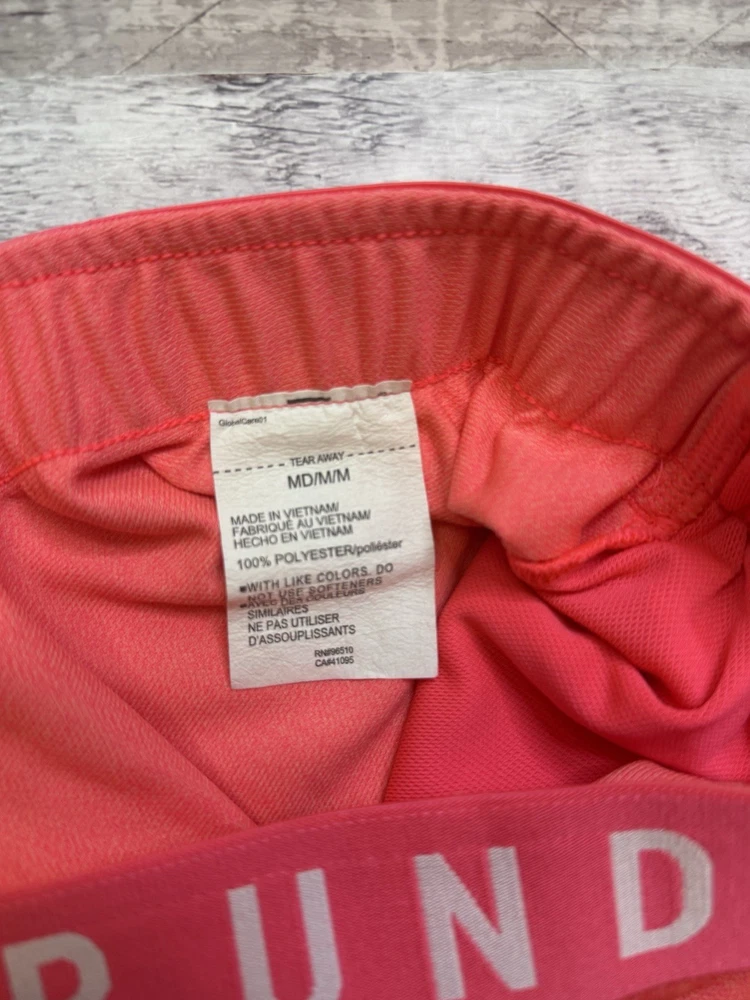 GlobalCare01
TEAR AWAY
MD/M/M
MADE IN VIETNAM/
FABRIQUÉ AU VIETNAM/
HECHO EN VIETNAM
100% POLYESTER/poliéster
■WITH LIKE COLORS. DO
NOT USE SOFTENERS
■AVEC DES COULEURS
SIMILAIRES
NE PAS UTILISER
D'ASSOUPLISSANTS
RN#96510
CA#41095
R UND